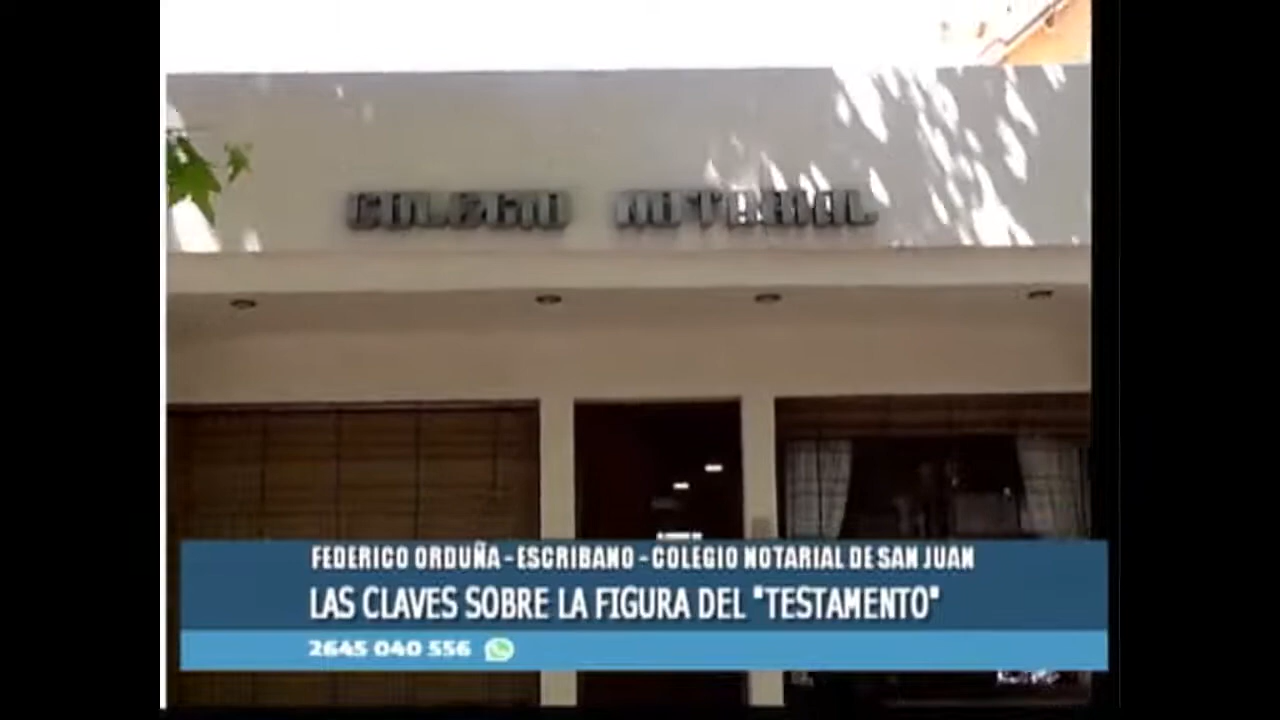 COLEGIO NOTARIAL
FEDERICO ORDUÑA - ESCRIBANO - COLEGIO NOTARIAL DE SAN JUAN
LAS CLAVES SOBRE LA FIGURA DEL "TESTAMENTO"
2645 040 556